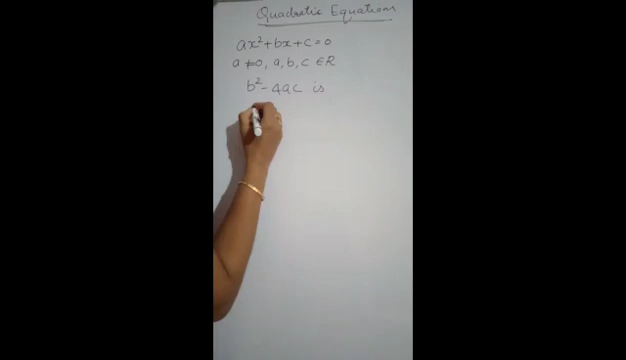 Quadratic Equations
ax²+bx+c=0
a ≠0, a, b, c ∈R
b²-4ac is